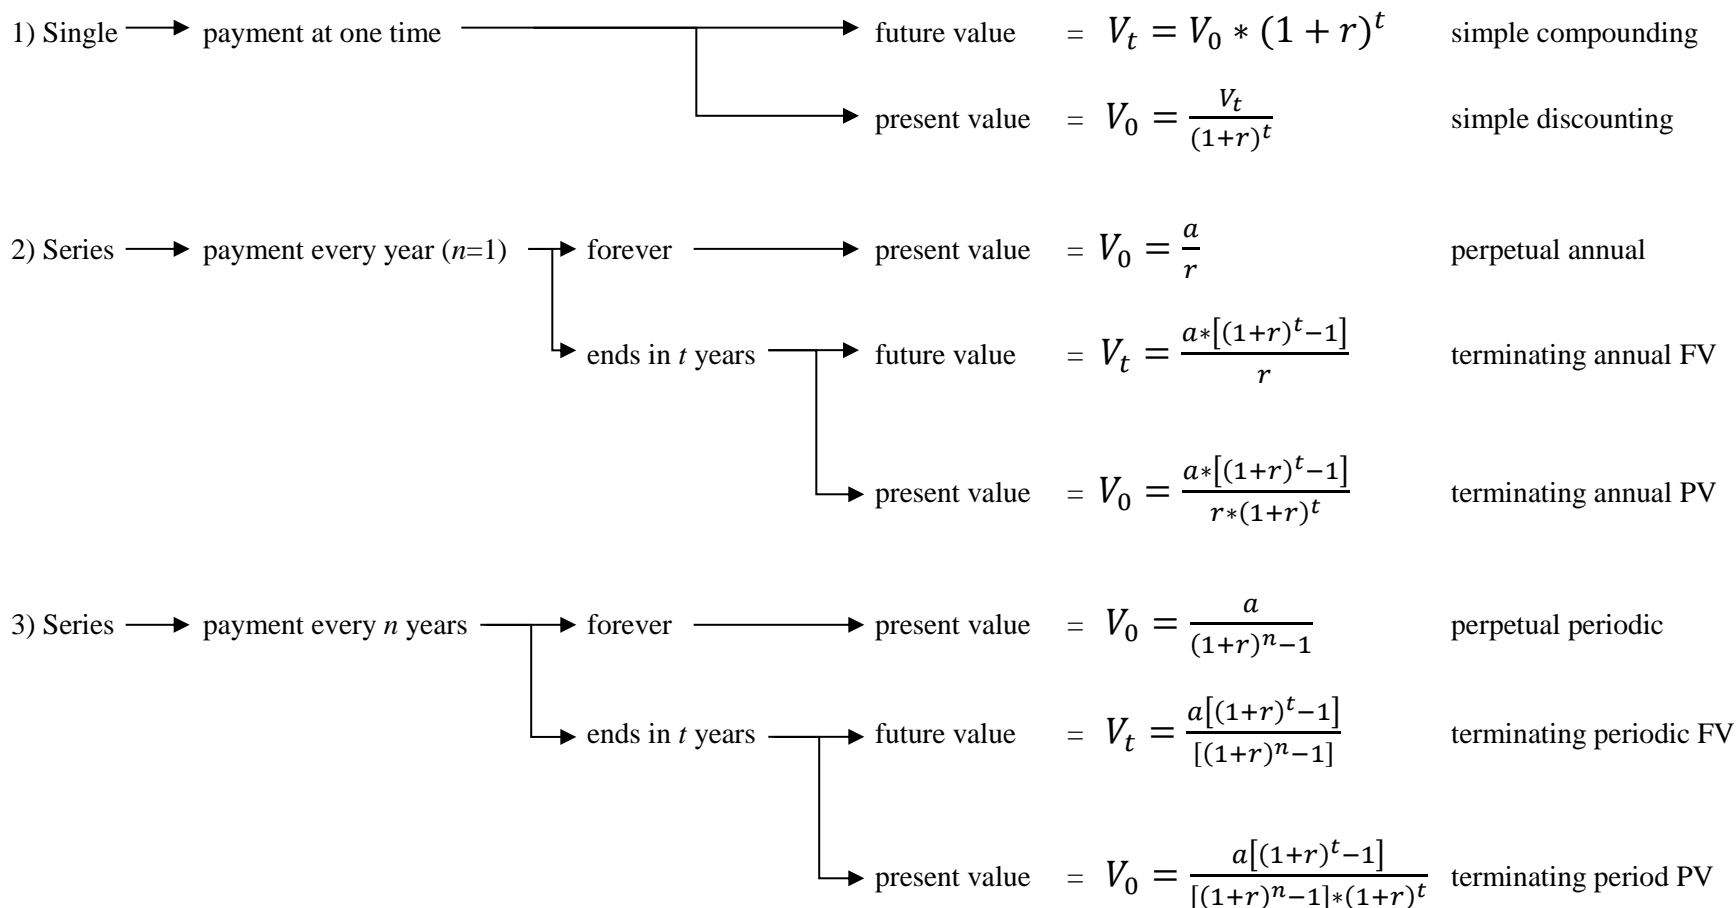 1) Single payment at one time future value = V_t = V_0 * (1 + r)^t simple compounding
present value = V_0 = V_t / (1+r)^t simple discounting
2) Series payment every year (n=1) forever present value = V_0 = a / r perpetual annual
ends in t years future value = V_t = a*[(1+r)^t−1] / r terminating annual FV
present value = V_0 = a*[(1+r)^t−1] / r*(1+r)^t terminating annual PV
3) Series payment every n years forever present value = V_0 = a / (1+r)^n−1 perpetual periodic
ends in t years future value = V_t = a[(1+r)^t−1] / [(1+r)^n−1] terminating periodic FV
present value = V_0 = a[(1+r)^t−1] / [(1+r)^n−1]*(1+r)^t terminating period PV